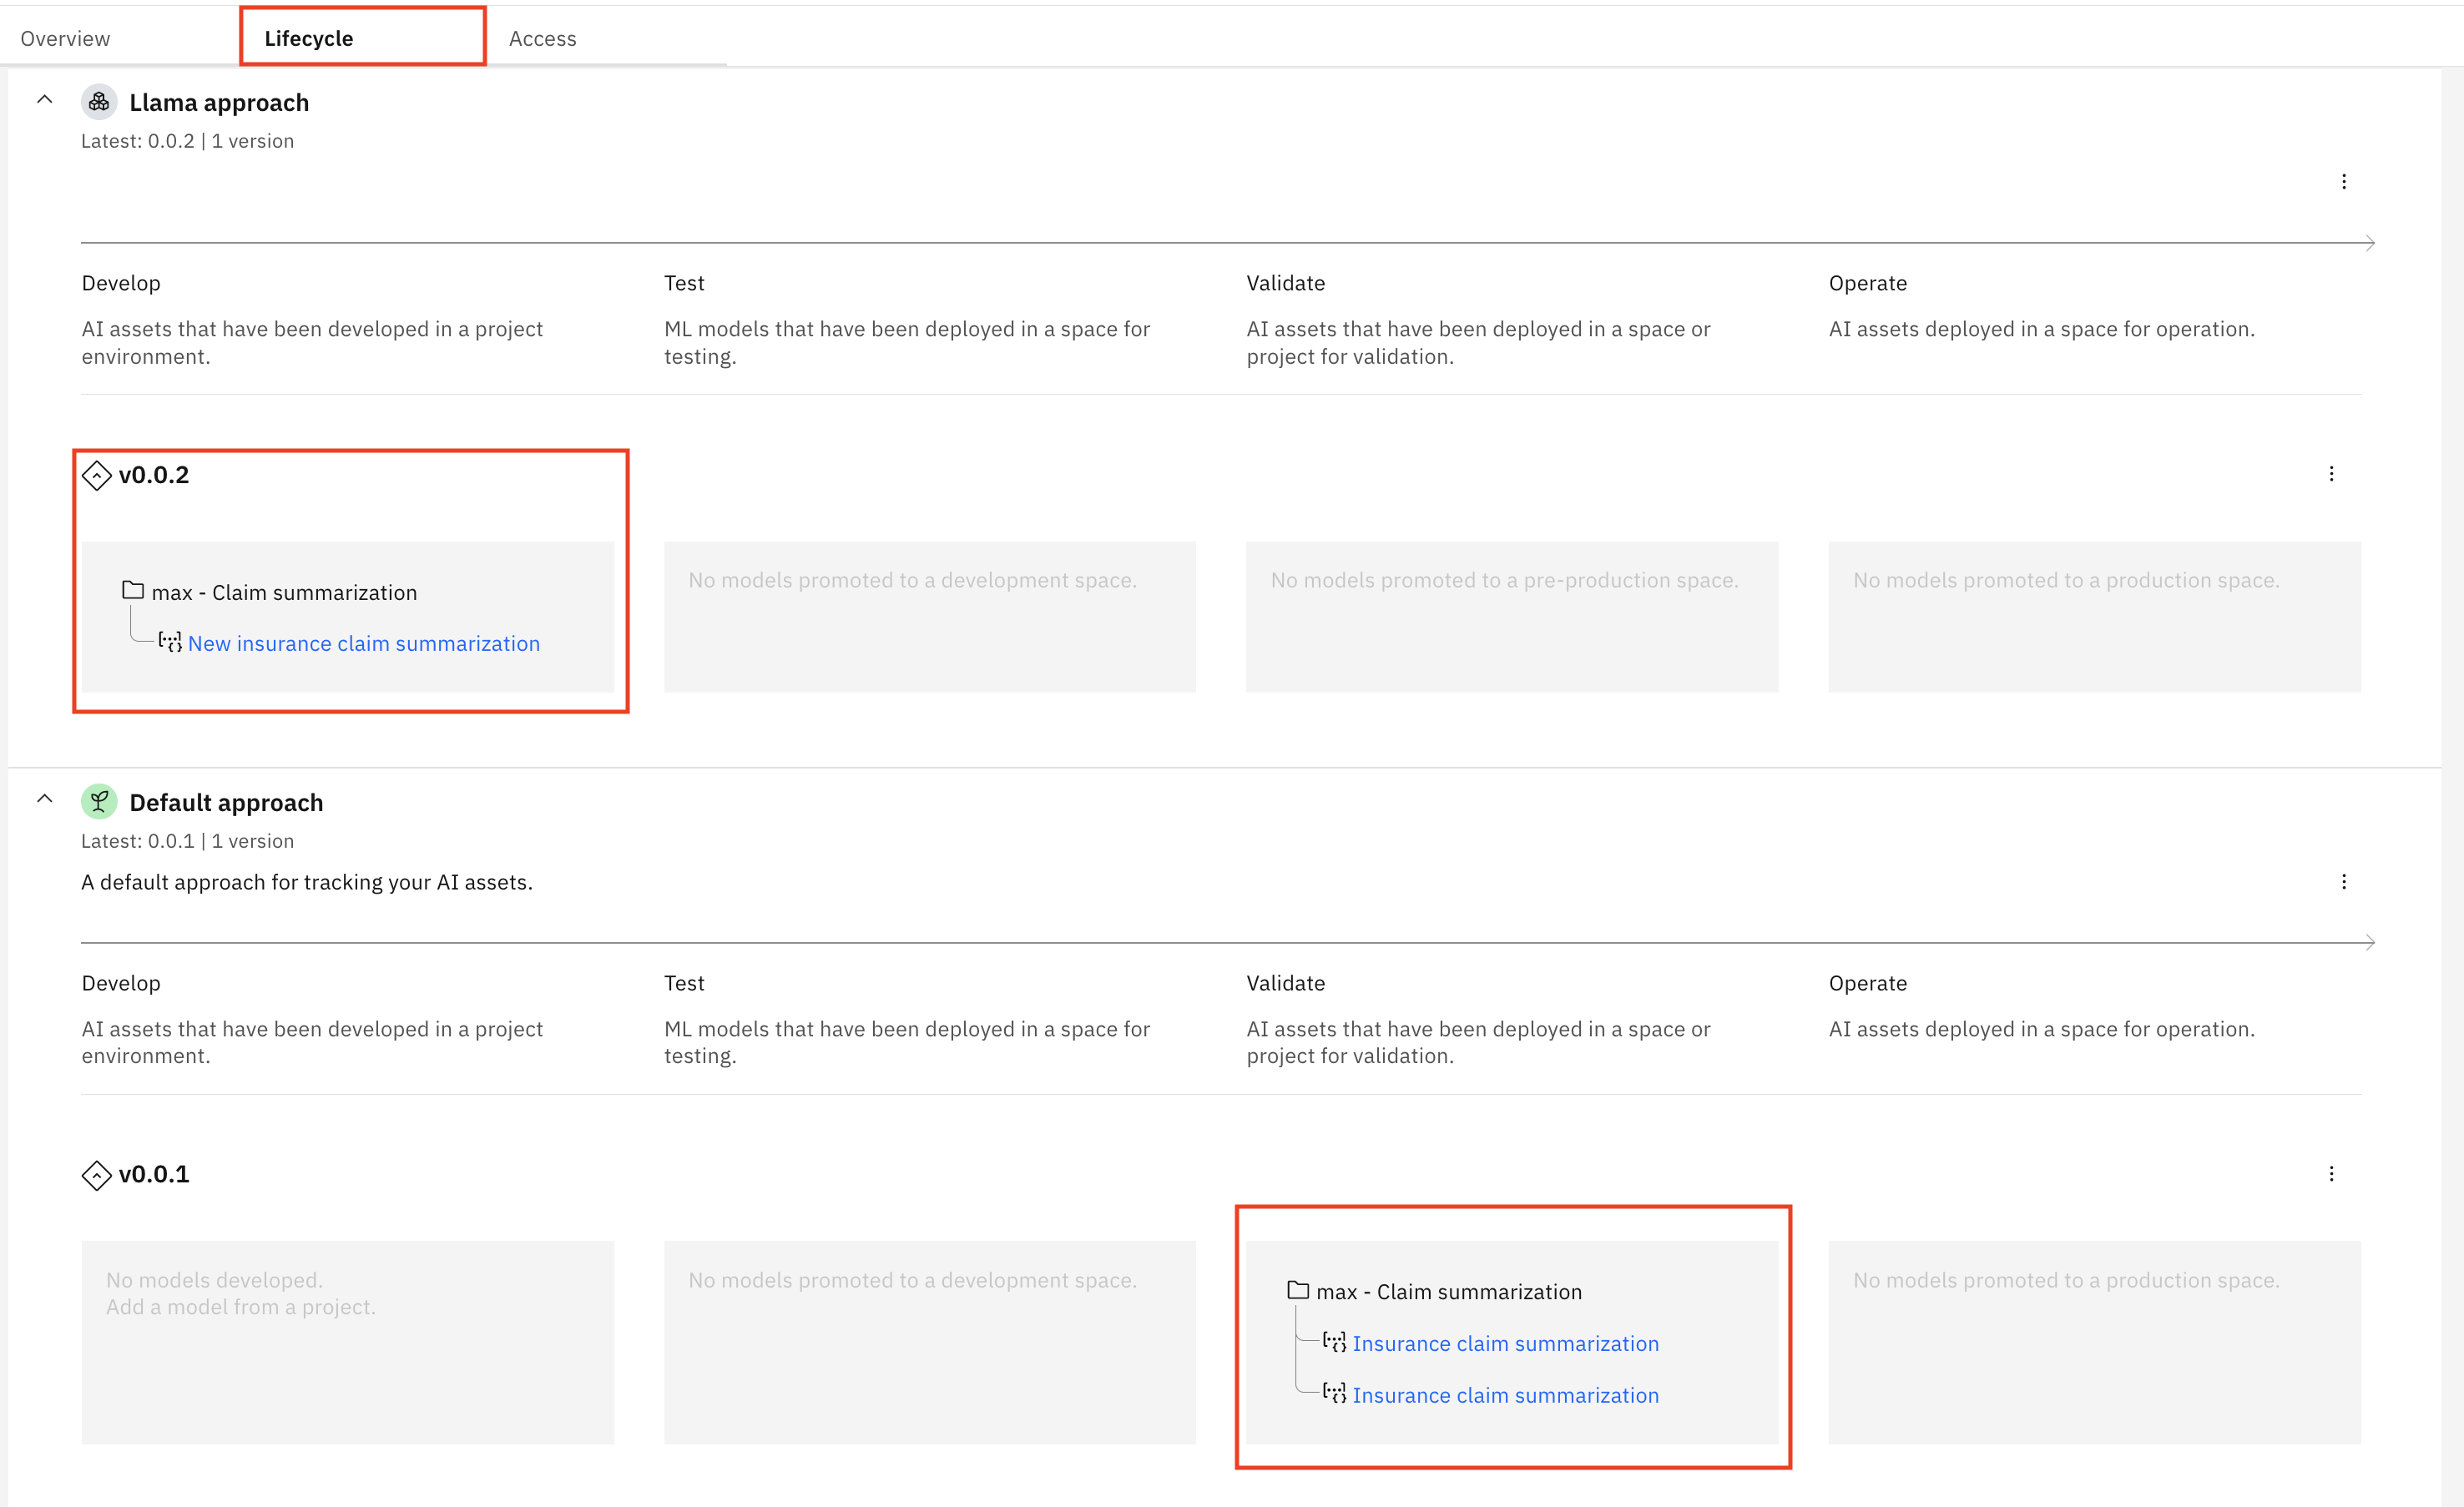 Overview
Lifecycle
Access
Llama approach
Latest: 0.0.2 | 1 version
Develop
AI assets that have been developed in a project
environment.
Test
ML models that have been deployed in a space for
testing.
Validate
AI assets that have been deployed in a space or
project for validation.
Operate
AI assets deployed in a space for operation.
v0.0.2
max - Claim summarization
New insurance claim summarization
No models promoted to a development space.
No models promoted to a pre-production space.
No models promoted to a production space.
Default approach
Latest: 0.0.1 | 1 version
A default approach for tracking your AI assets.
Develop
AI assets that have been developed in a project
environment.
Test
ML models that have been deployed in a space for
testing.
Validate
AI assets that have been deployed in a space or
project for validation.
Operate
AI assets deployed in a space for operation.
v0.0.1
No models developed.
Add a model from a project.
No models promoted to a development space.
max - Claim summarization
Insurance claim summarization
Insurance claim summarization
No models promoted to a production space.